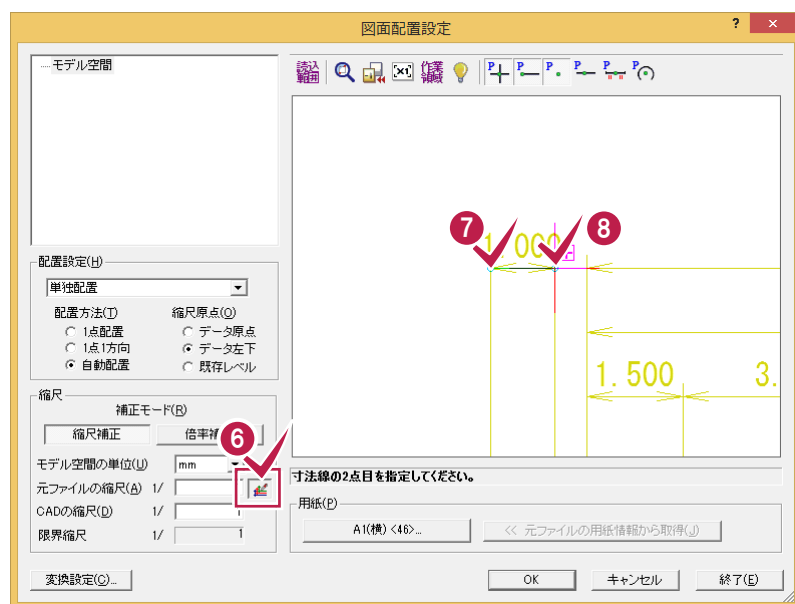 図面配置設定
?
×
モデル空間
読込範囲
[×1]
作業領域
P
P
P
P
P
P
7
8
1.000
1.500
3.
配置設定(H)
単独配置
配置方法(T)
縮尺原点(O)
1点配置
データ原点
1点1方向
データ左下
自動配置
既存レベル
縮尺
補正モード(R)
縮尺補正
倍率補
6
モデル空間の単位(U)
mm
元ファイルの縮尺(A) 1/
CADの縮尺(D) 1/
1
限界縮尺 1/
1
寸法線の2点目を指定してください。
用紙(P)
A1(横) <46>...
<< 元ファイルの用紙情報から取得(J)
変換設定(C)...
OK
キャンセル
終了(E)